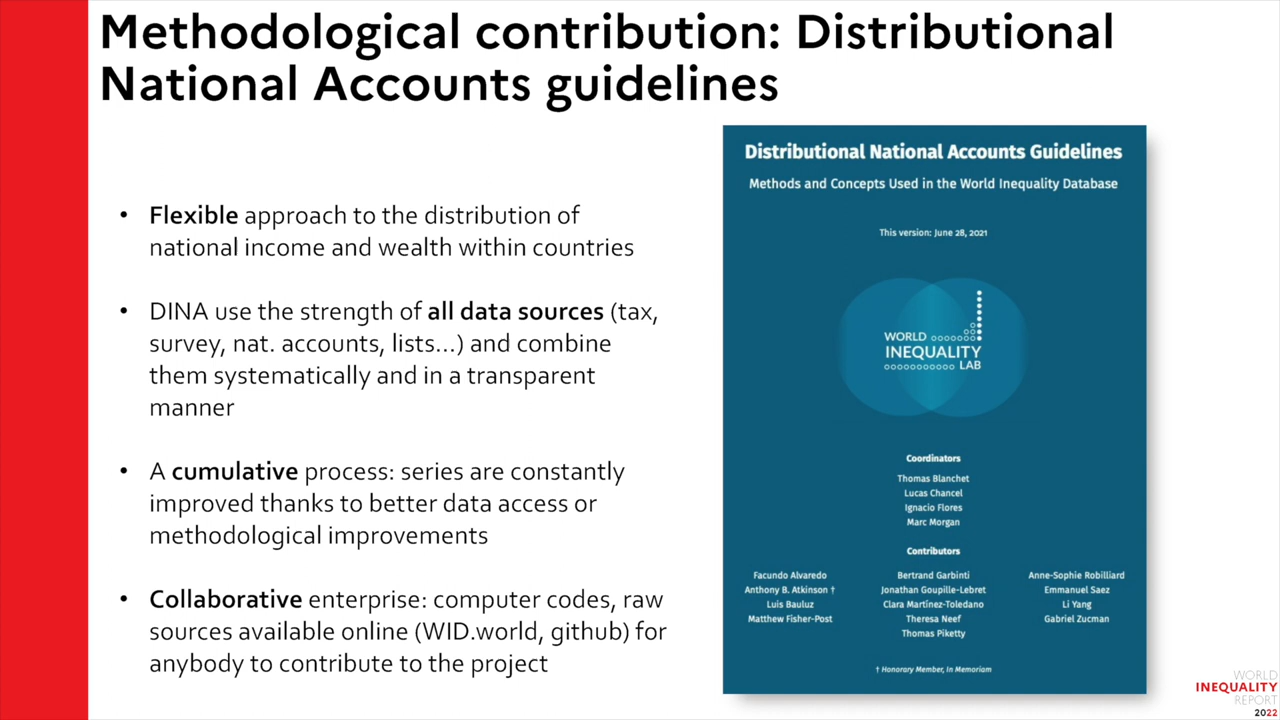 Methodological contribution: Distributional
National Accounts guidelines
• Flexible approach to the distribution of
national income and wealth within countries
• DINA use the strength of all data sources (tax,
survey, nat. accounts, lists...) and combine
them systematically and in a transparent
manner
• A cumulative process: series are constantly
improved thanks to better data access or
methodological improvements
• Collaborative enterprise: computer codes, raw
sources available online (WID.world, github) for
anybody to contribute to the project
Distributional National Accounts Guidelines
Methods and Concepts Used in the World Inequality Database
This version: June 28, 2021
WORLD
INEQUALITY
LAB
Coordinators
Thomas Blanchet
Lucas Chancel
Ignacio Flores
Marc Morgan
Contributors
Facundo Alvaredo
Anthony B. Atkinson †
Luis Bauluz
Matthew Fisher-Post
Bertrand Garbinti
Jonathan Goupille-Lebret
Clara Martínez-Toledano
Theresa Neef
Thomas Piketty
Anne-Sophie Robilliard
Emmanuel Saez
Li Yang
Gabriel Zucman
† Honorary Member, In Memoriam
WORLD
INEQUALITY
REPORT
2022